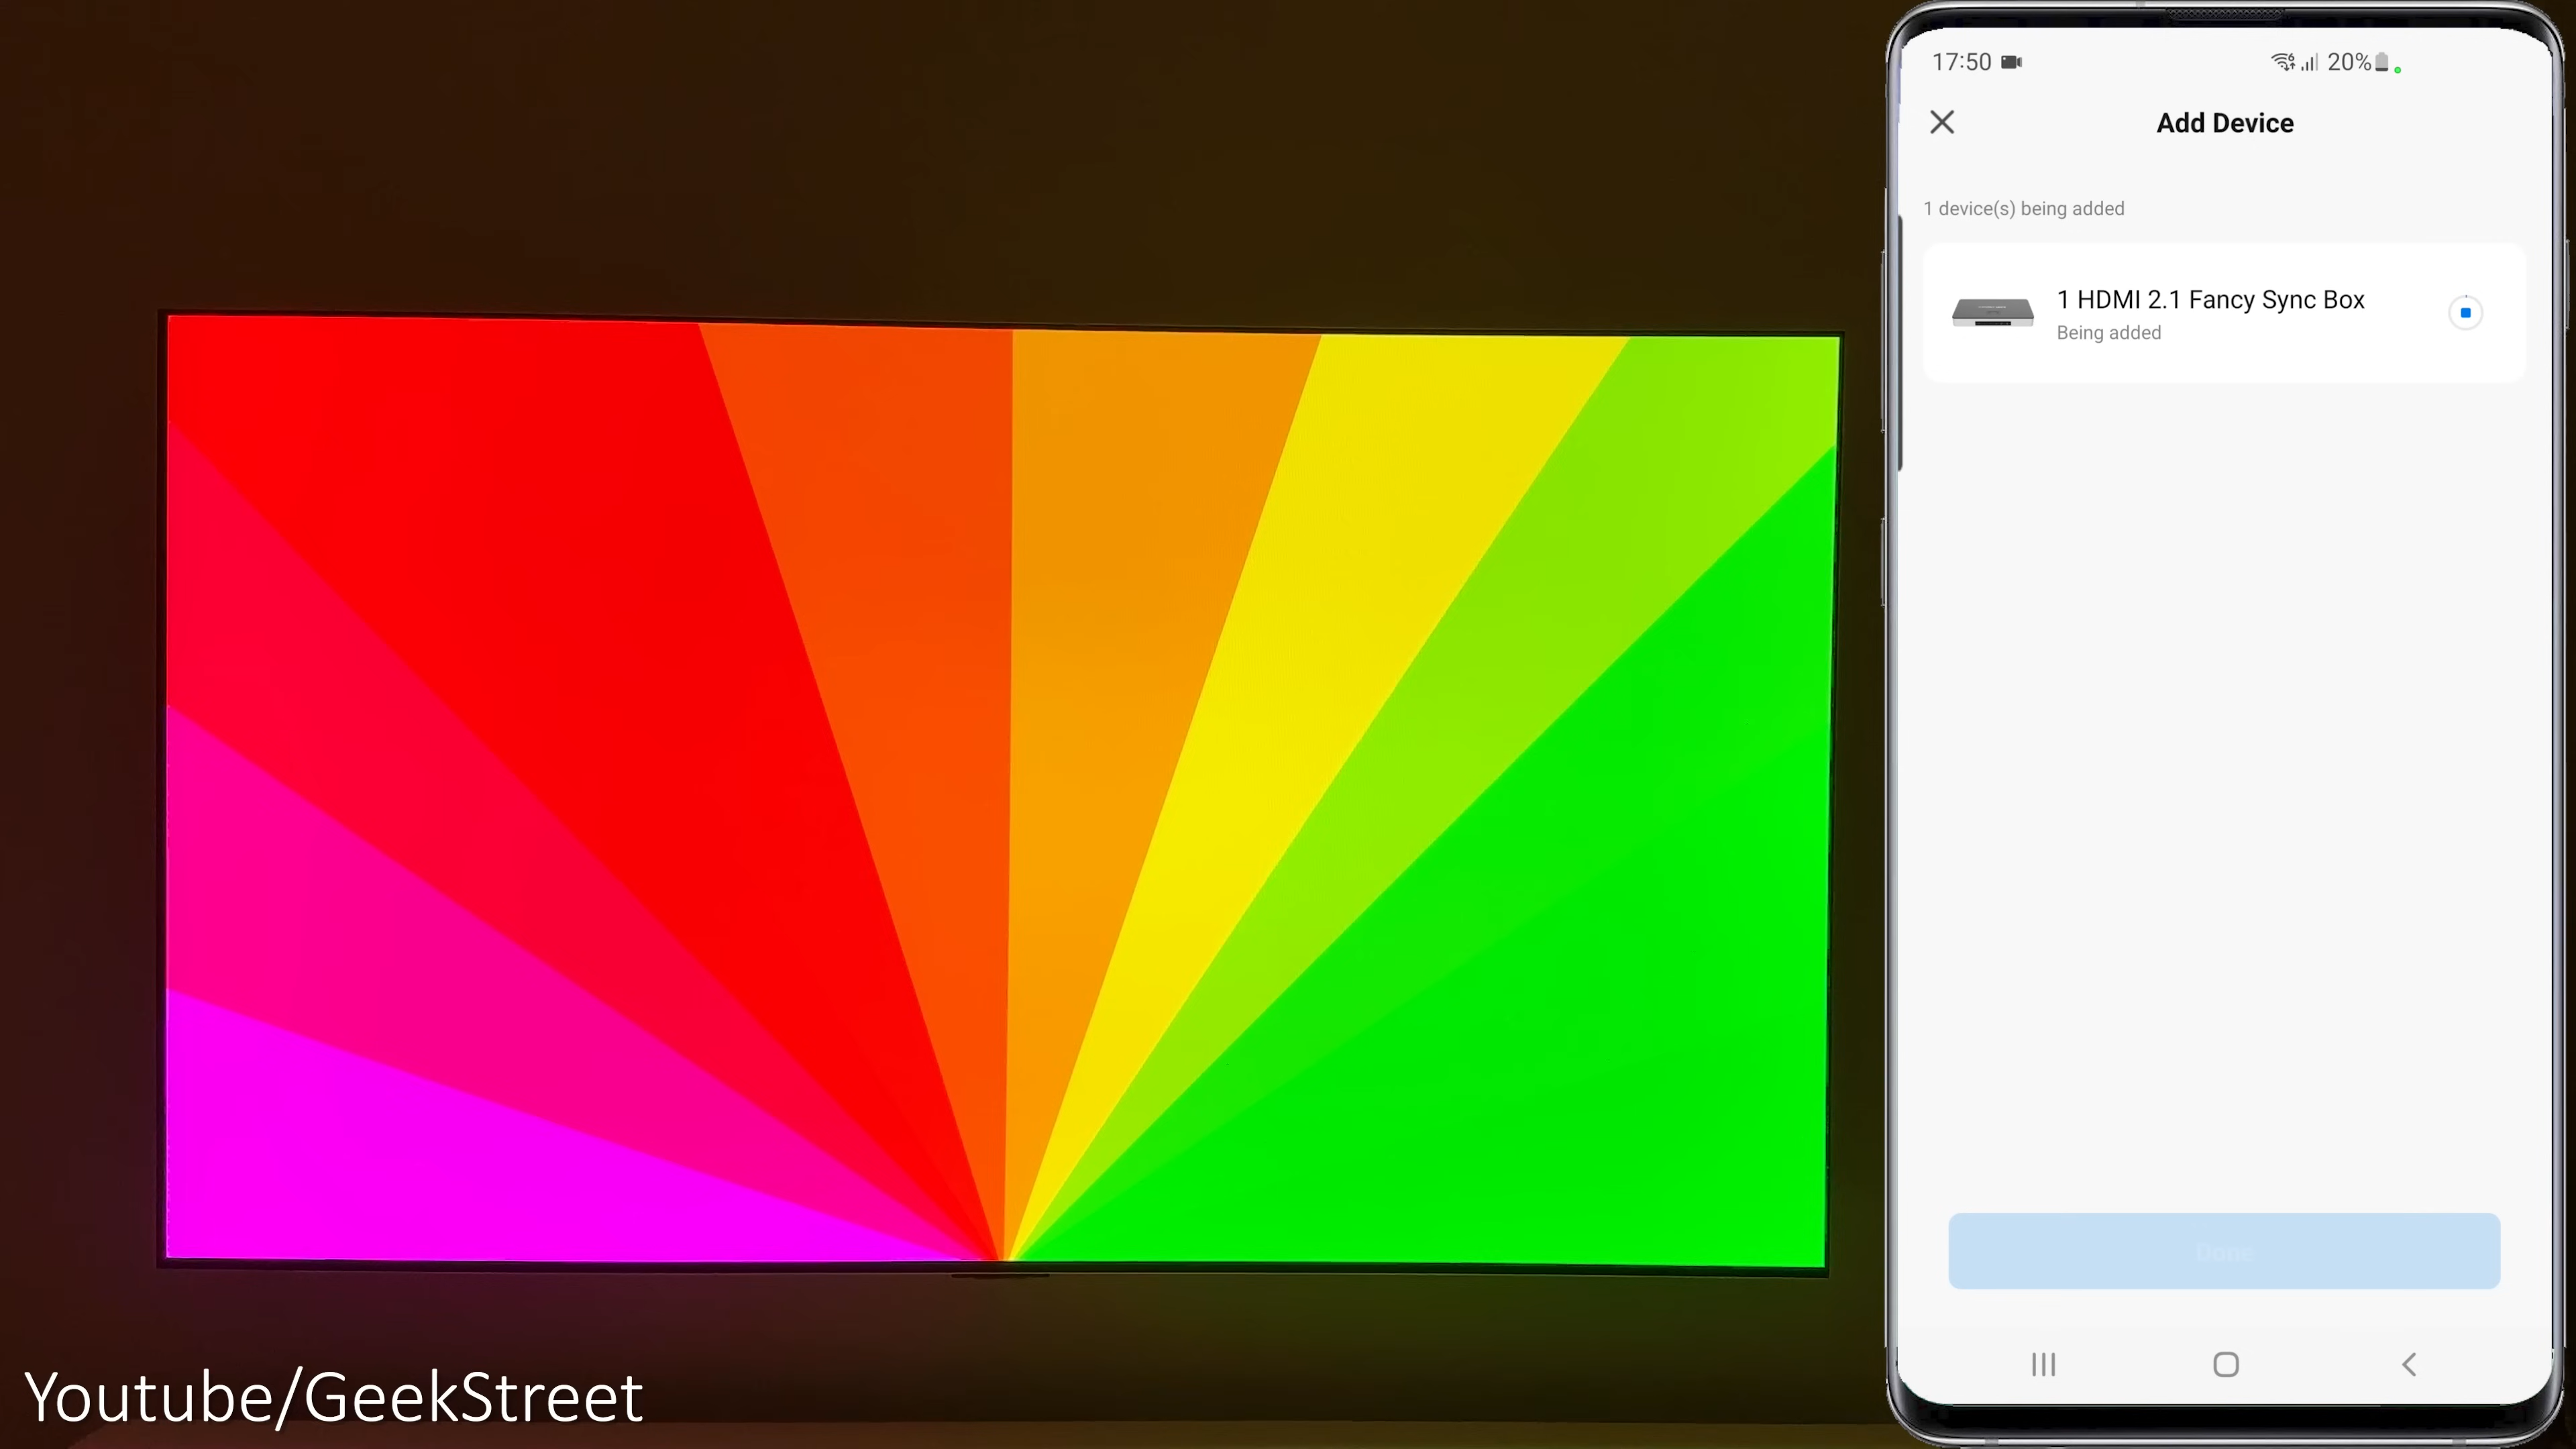 17:50
20%
Add Device
1 device(s) being added
1 HDMI 2.1 Fancy Sync Box
Being added
Done
Youtube/GeekStreet